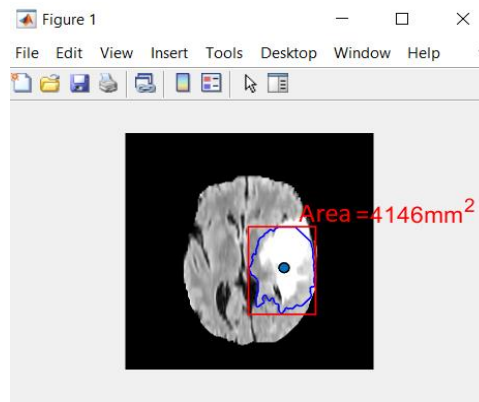 Figure 1
File Edit View Insert Tools Desktop Window Help
Area =4146mm²